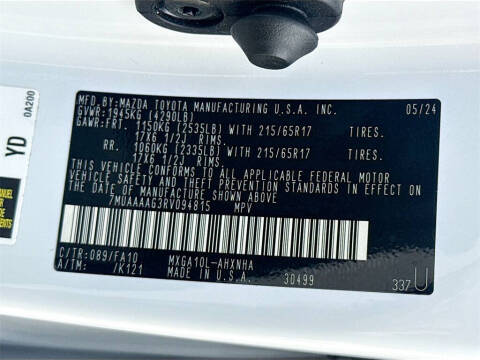 MFD.BY:MAZDA TOYOTA MANUFACTURING U.S.A. INC. 05/24
GVWR: 1945KG (4290LB)
GAWR:FRT. 1150KG (2535LB) WITH 215/65R17 TIRES.
17X6 1/2J RIMS.
RR. 1060KG (2335LB) WITH 215/65R17 TIRES.
17X6 1/2J RIMS.
THIS VEHICLE CONFORMS TO ALL APPLICABLE FEDERAL MOTOR
VEHICLE SAFETY AND THEFT PREVENTION STANDARDS IN EFFECT ON
THE DATE OF MANUFACTURE SHOWN ABOVE.
7MUAAAAG3RV094815 MPV
C/TR:089/FA10 MXGA10L-AHXNHA
A/TM: /K121 MADE IN U.S.A. 3D499 337U
0A200
YD